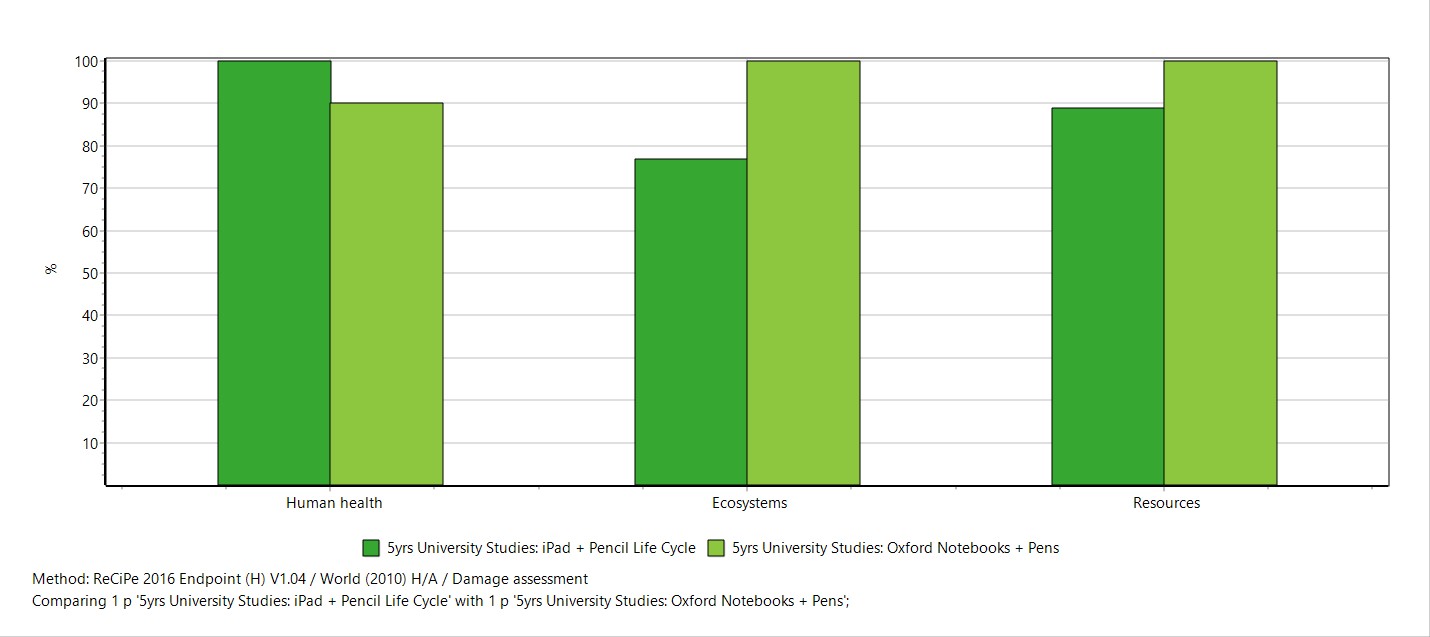 100
90
80
70
60
50
40
30
20
10
%
Human health Ecosystems Resources
5yrs University Studies: iPad + Pencil Life Cycle 5yrs University Studies: Oxford Notebooks + Pens
Method: ReCiPe 2016 Endpoint (H) V1.04 / World (2010) H/A / Damage assessment
Comparing 1 p '5yrs University Studies: iPad + Pencil Life Cycle' with 1 p '5yrs University Studies: Oxford Notebooks + Pens';